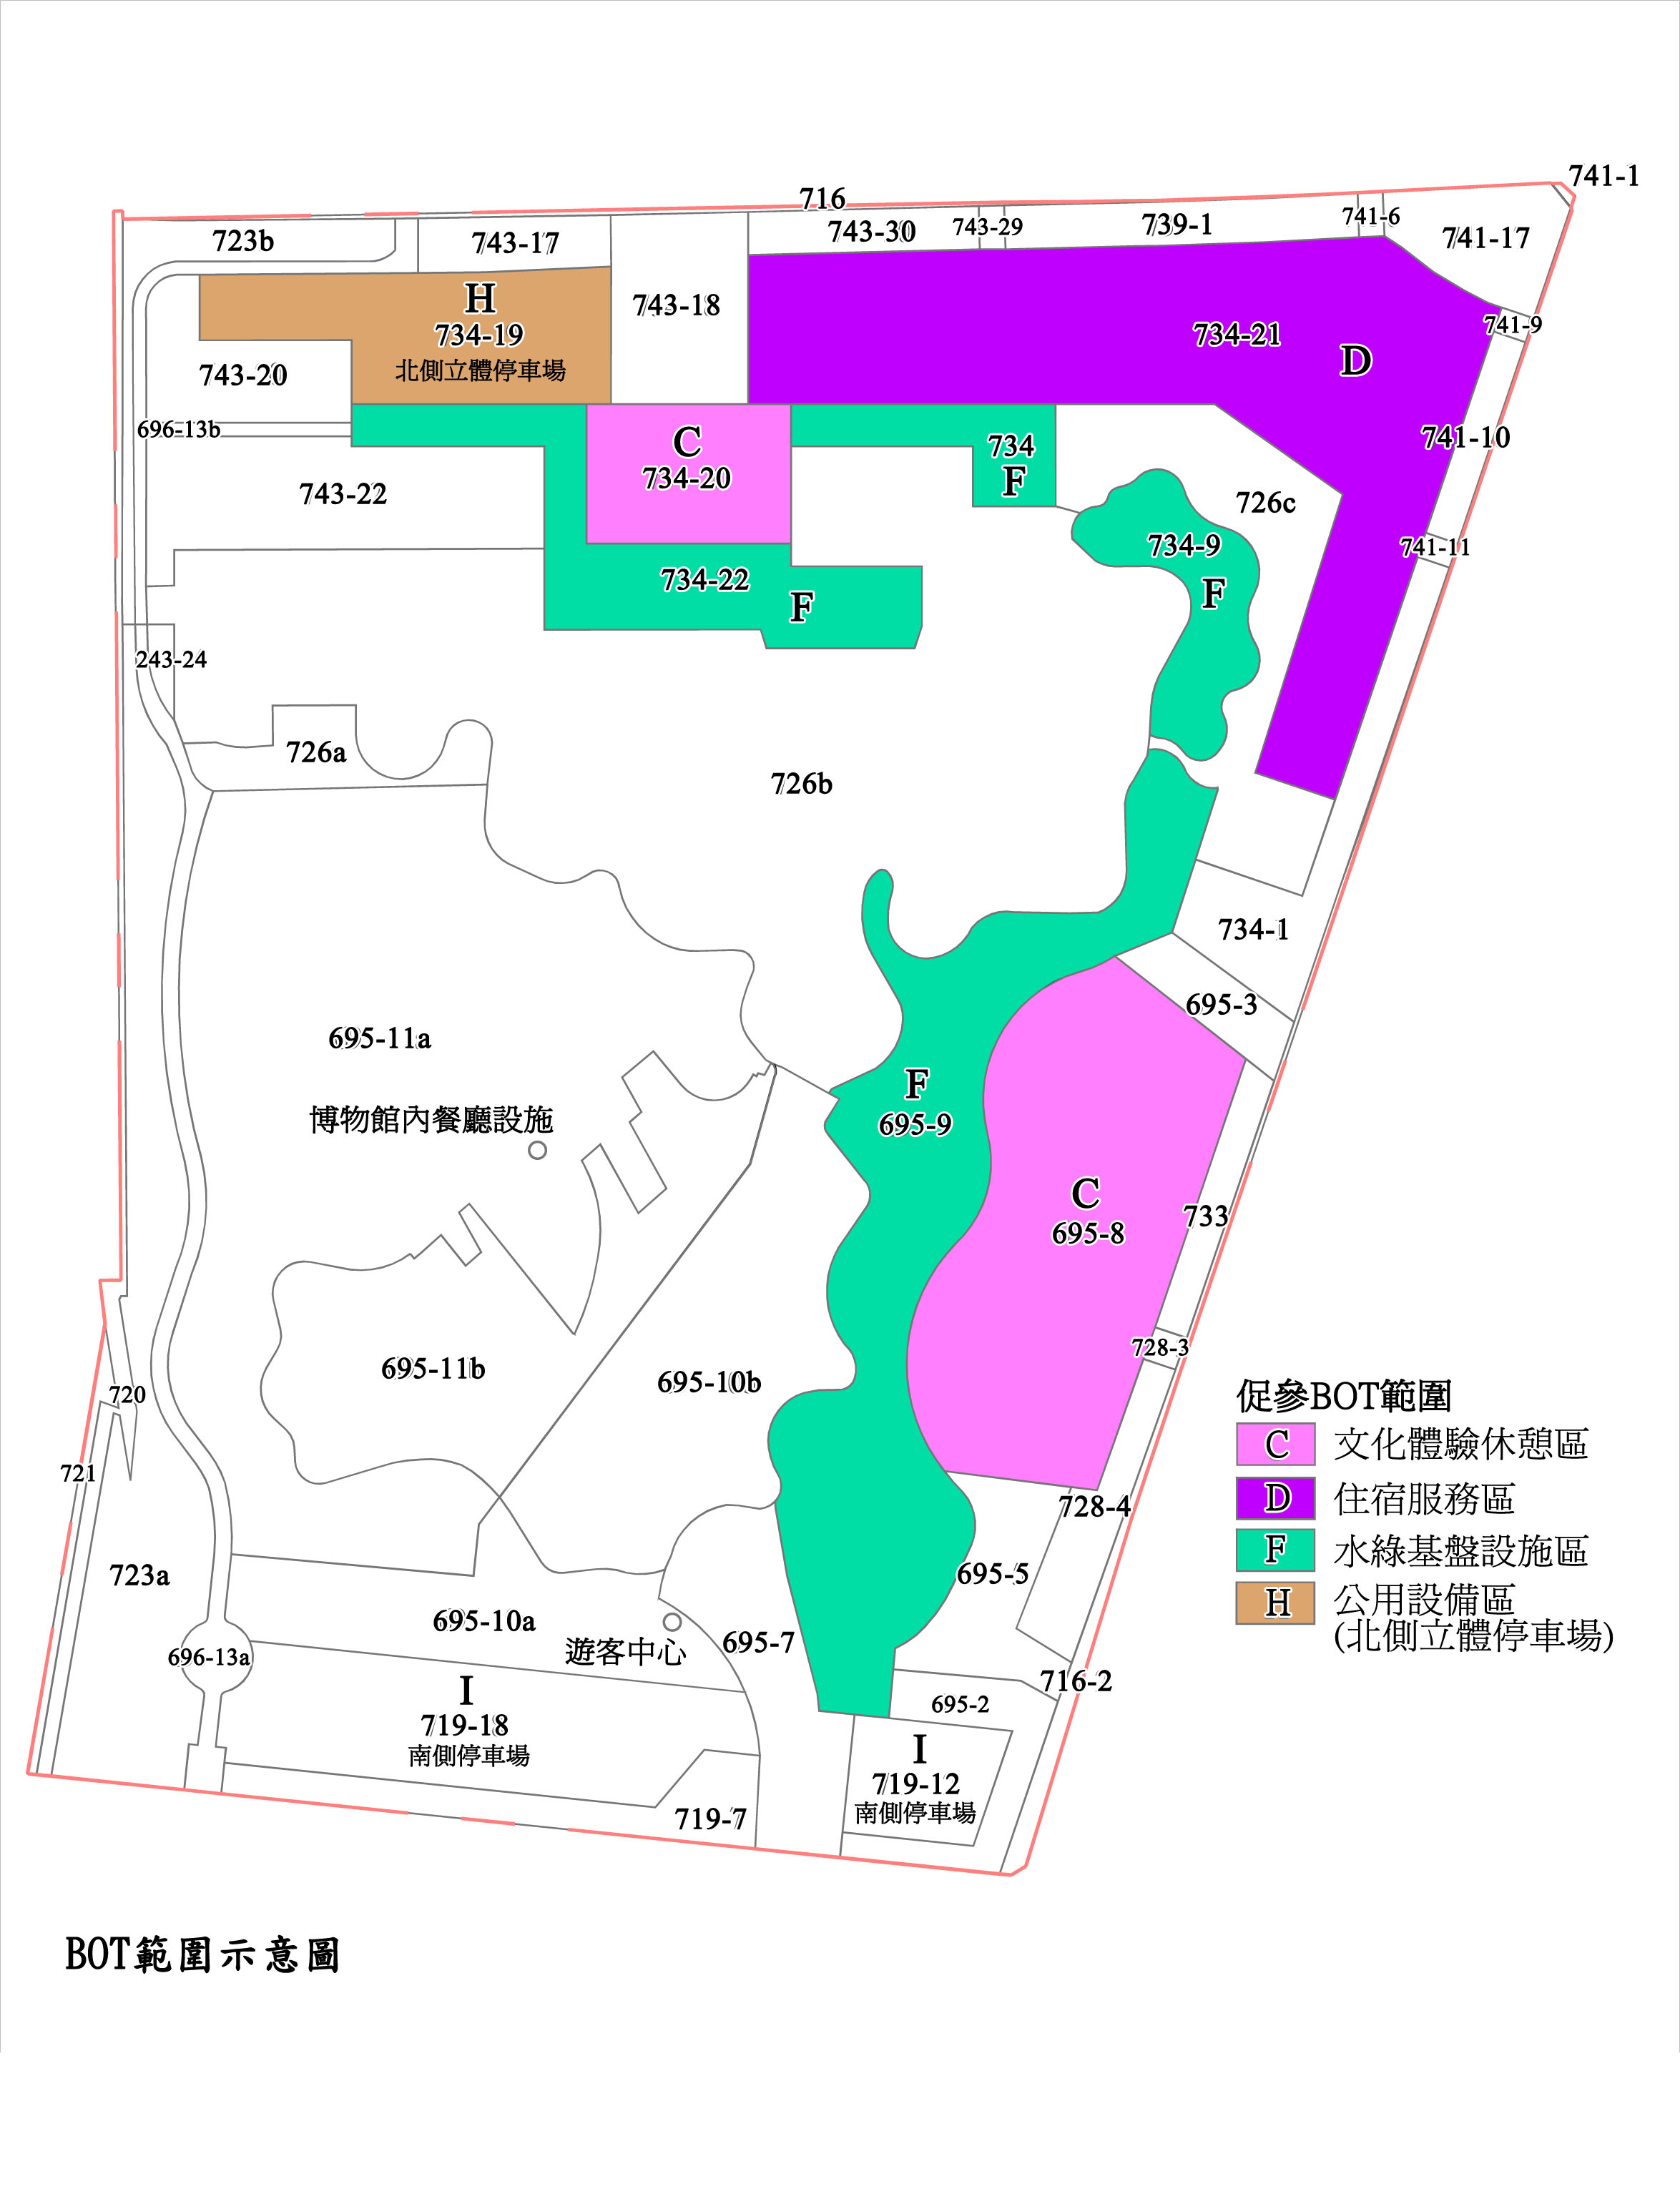 741-1
716
723b
743-17
743-30
743-29
739-1
741-6
741-17
H
734-19
北側立體停車場
743-18
734-21
D
741-9
743-20
696-13b
C
734-20
734
F
741-10
743-22
726c
734-9
F
741-11
734-22
F
243-24
726a
726b
734-1
695-3
695-11a
博物館內餐廳設施
F
695-9
C
695-8
733
728-3
695-11b
695-10b
720
721
促參BOT範圍
C 文化體驗休憩區
D 住宿服務區
F 水綠基盤設施區
H 公用設備區
(北側立體停車場)
728-4
723a
695-5
695-10a
遊客中心
695-7
696-13a
716-2
I
719-18
南側停車場
695-2
I
719-12
南側停車場
719-7
BOT範圍示意圖